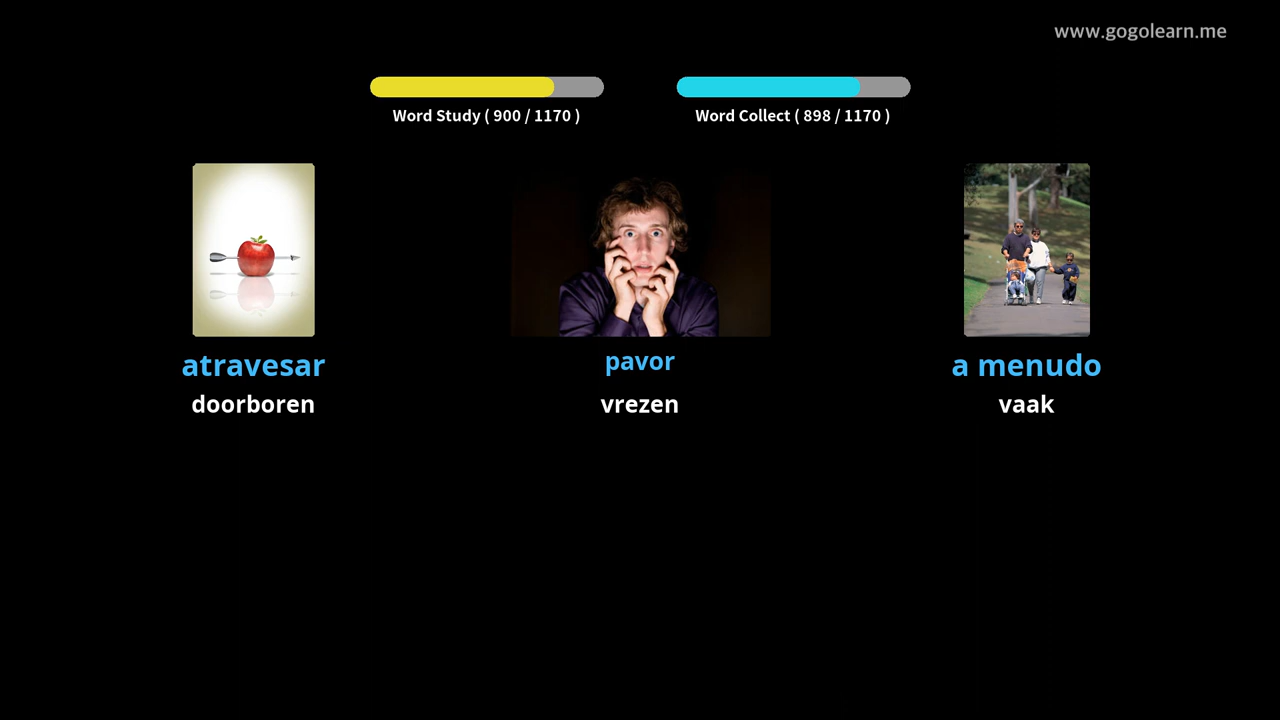 www.gogolearn.me
Word Study ( 900 / 1170 )
Word Collect ( 898 / 1170 )
atravesar
doorboren
pavor
vrezen
a menudo
vaak